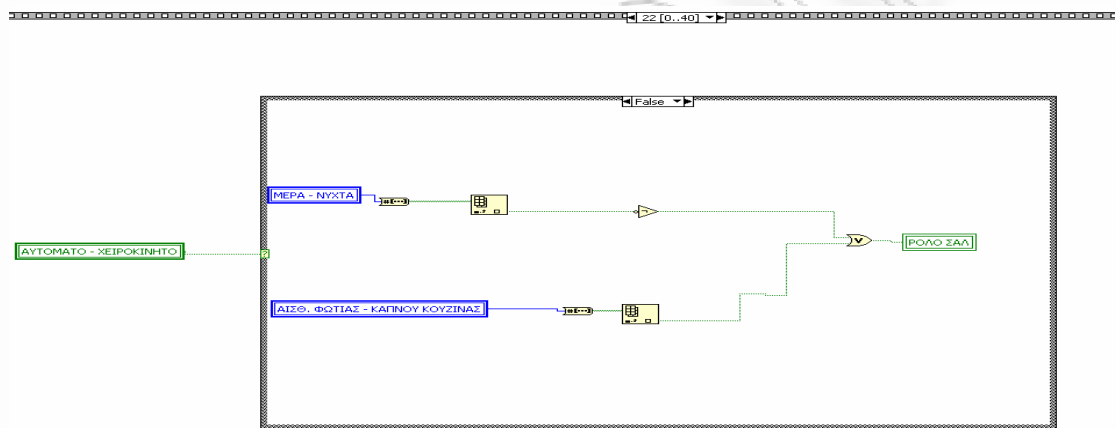 22 [0..40]
False
ΜΕΡΑ - ΝΥΧΤΑ
ΑΥΤΟΜΑΤΟ - ΧΕΙΡΟΚΙΝΗΤΟ
ΡΟΛΟ ΣΑΛ
ΑΙΣΘ. ΦΩΤΙΑΣ - ΚΑΠΝΟΥ ΚΟΥΖΙΝΑΣ